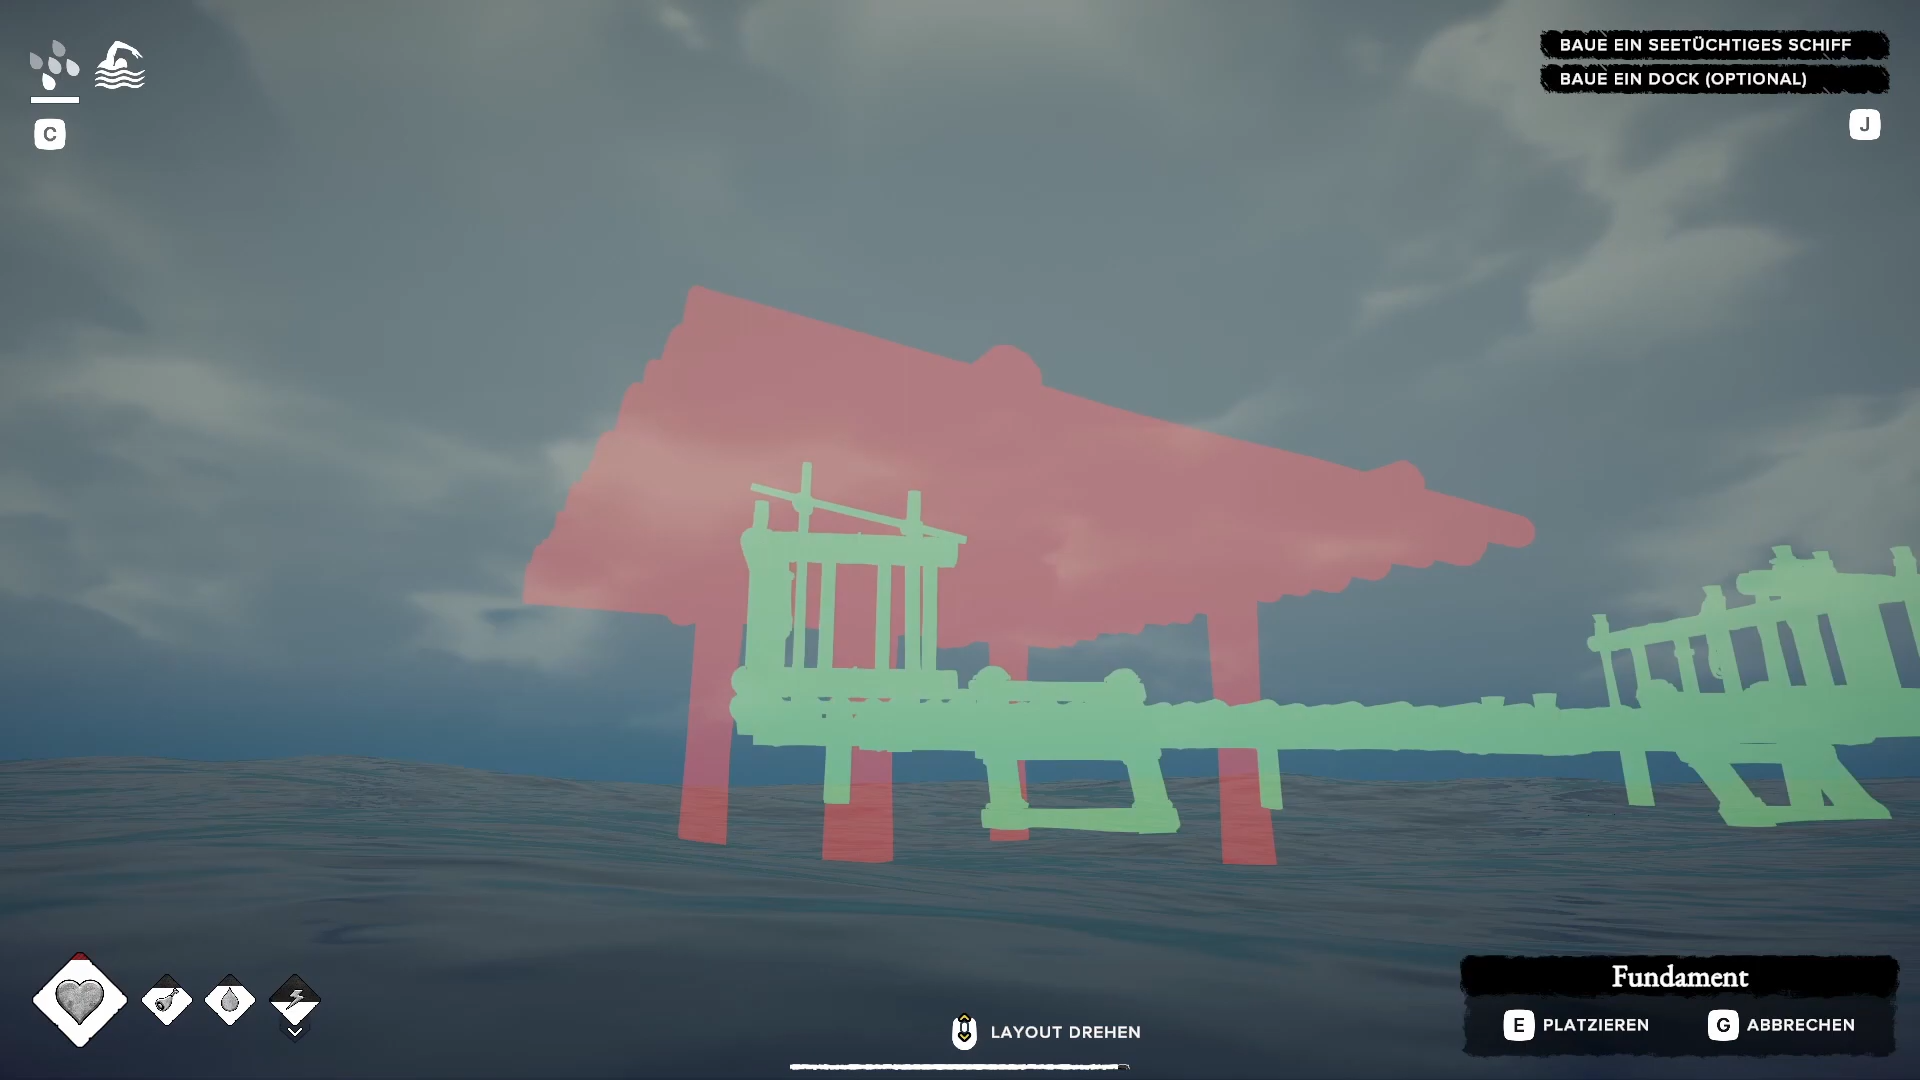 BAUE EIN SEETÜCHTIGES SCHIFF
BAUE EIN DOCK (OPTIONAL)
C
J
Fundament
E PLATZIEREN
G ABBRECHEN
LAYOUT DREHEN